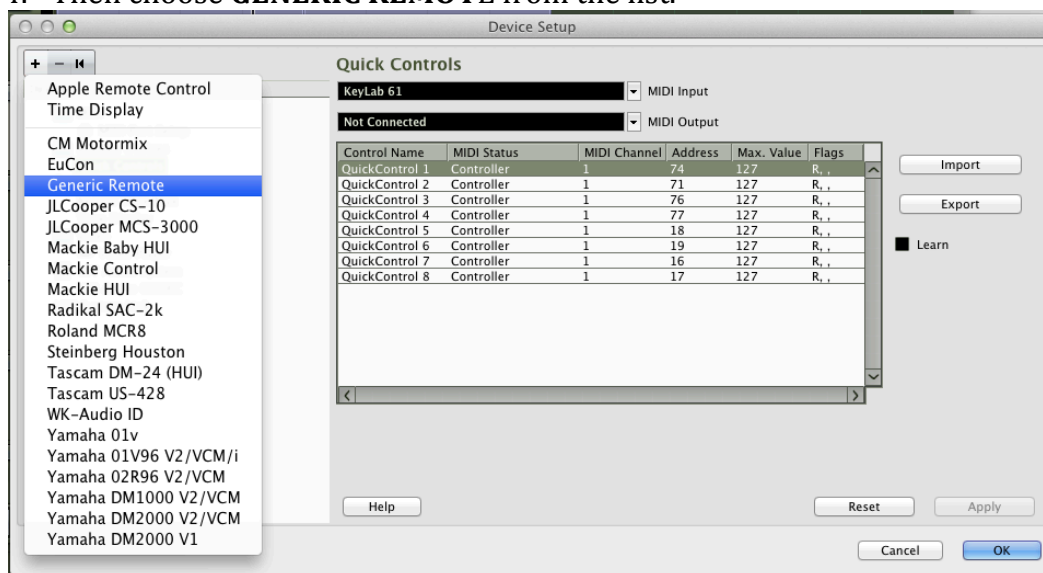 Then choose GENERIC REMOTE from the list.
Device Setup
+ −
Apple Remote Control
Time Display
CM Motormix
EuCon
Generic Remote
JLCooper CS-10
JLCooper MCS-3000
Mackie Baby HUI
Mackie Control
Mackie HUI
Radikal SAC-2k
Roland MCR8
Steinberg Houston
Tascam DM-24 (HUI)
Tascam US-428
WK-Audio ID
Yamaha 01v
Yamaha 01V96 V2/VCM/i
Yamaha 02R96 V2/VCM
Yamaha DM1000 V2/VCM
Yamaha DM2000 V2/VCM
Yamaha DM2000 V1
Quick Controls
KeyLab 61 MIDI Input
Not Connected MIDI Output
Control Name MIDI Status MIDI Channel Address Max. Value Flags
QuickControl 1 Controller 1 74 127 R, ,
QuickControl 2 Controller 1 71 127 R, ,
QuickControl 3 Controller 1 76 127 R, ,
QuickControl 4 Controller 1 77 127 R, ,
QuickControl 5 Controller 1 18 127 R, ,
QuickControl 6 Controller 1 19 127 R, ,
QuickControl 7 Controller 1 16 127 R, ,
QuickControl 8 Controller 1 17 127 R, ,
Import
Export
Learn
Help
Reset
Apply
Cancel
OK